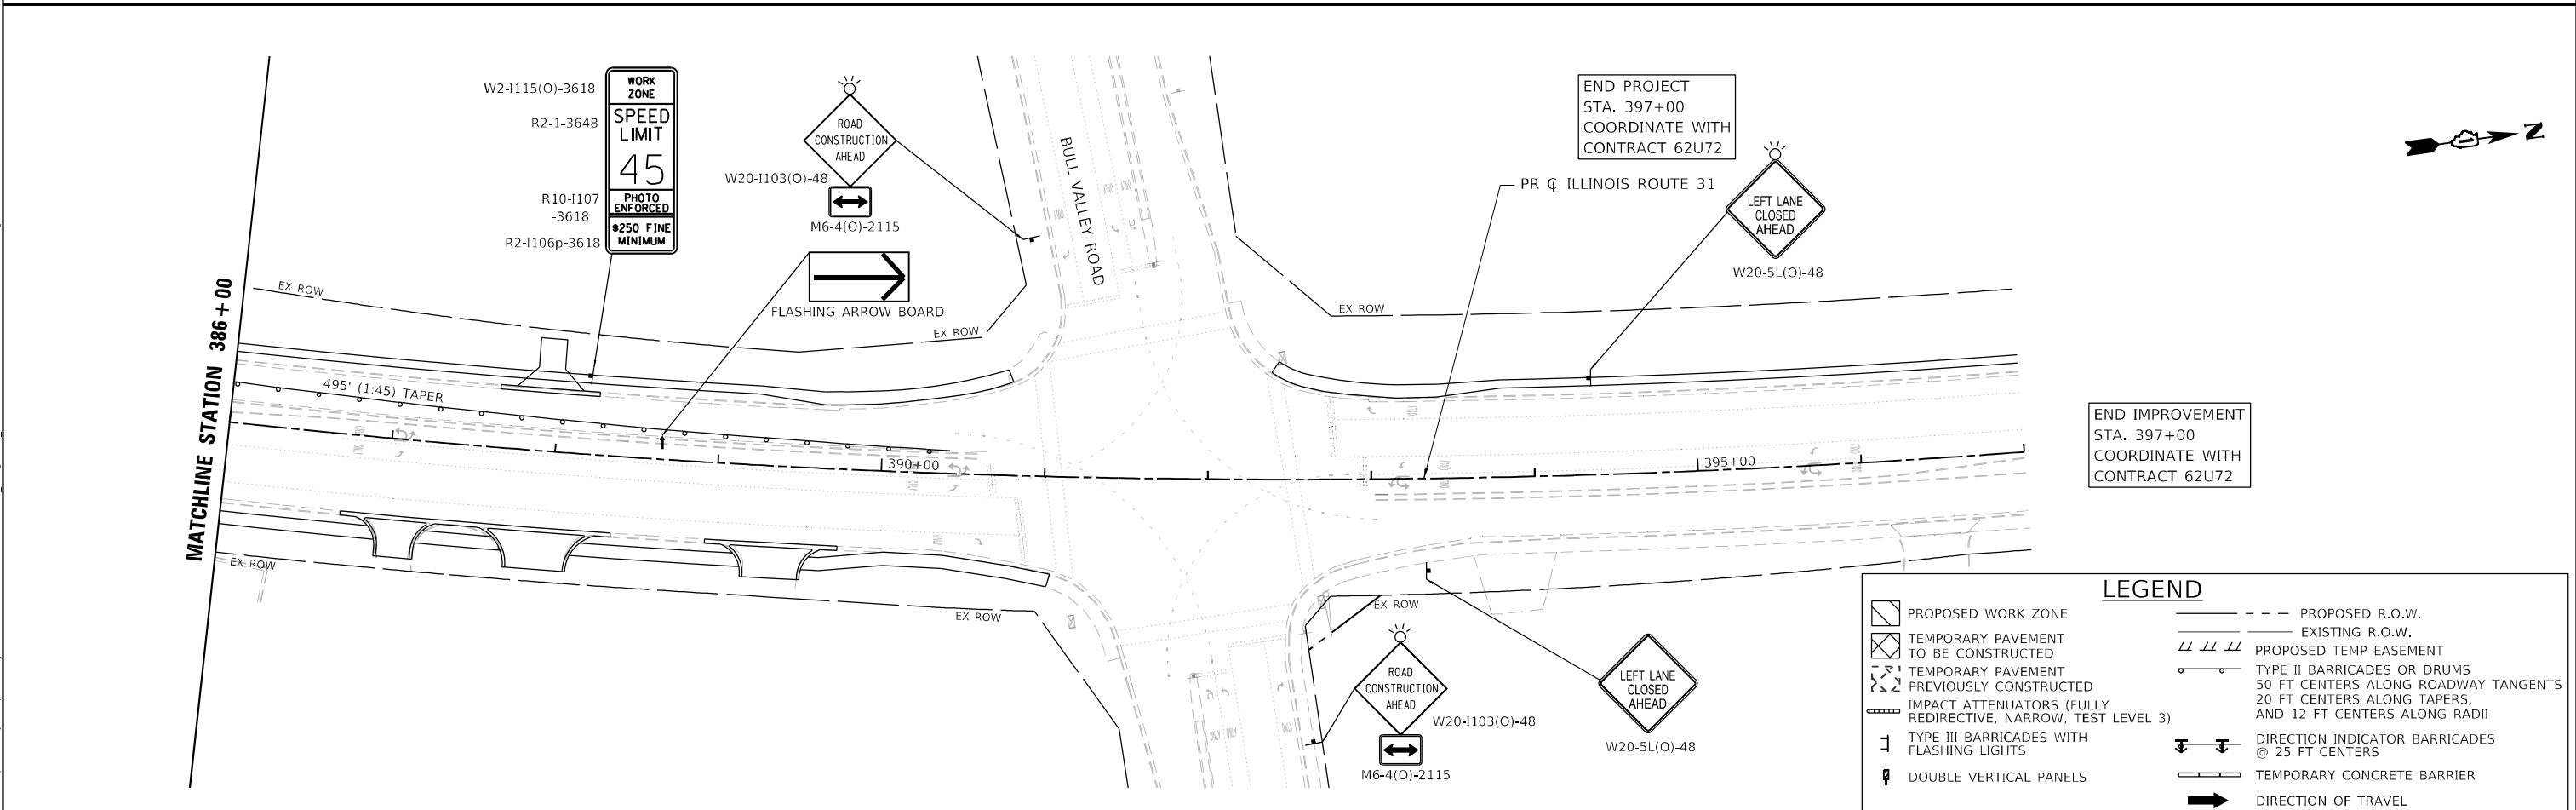 W2-I115(O)-3618
R2-1-3648
R10-I107
-3618
R2-I106p-3618
WORK
ZONE
SPEED
LIMIT
45
PHOTO
ENFORCED
$250 FINE
MINIMUM
ROAD
CONSTRUCTION
AHEAD
W20-I103(O)-48
M6-4(O)-2115
FLASHING ARROW BOARD
BULL VALLEY ROAD
END PROJECT
STA. 397+00
COORDINATE WITH
CONTRACT 62U72
PR ℄ ILLINOIS ROUTE 31
LEFT LANE
CLOSED
AHEAD
W20-5L(O)-48
N
MATCHLINE STATION 386+00
EX ROW
495' (1:45) TAPER
EX ROW
EX ROW
390+00
395+00
END IMPROVEMENT
STA. 397+00
COORDINATE WITH
CONTRACT 62U72
EX ROW
EX ROW
EX ROW
ONLY
ONLY
ONLY
ROAD
CONSTRUCTION
AHEAD
W20-I103(O)-48
M6-4(O)-2115
LEFT LANE
CLOSED
AHEAD
W20-5L(O)-48
LEGEND
PROPOSED WORK ZONE
TEMPORARY PAVEMENT
TO BE CONSTRUCTED
TEMPORARY PAVEMENT
PREVIOUSLY CONSTRUCTED
IMPACT ATTENUATORS (FULLY
REDIRECTIVE, NARROW, TEST LEVEL 3)
TYPE III BARRICADES WITH
FLASHING LIGHTS
DOUBLE VERTICAL PANELS
PROPOSED R.O.W.
EXISTING R.O.W.
PROPOSED TEMP EASEMENT
TYPE II BARRICADES OR DRUMS
50 FT CENTERS ALONG ROADWAY TANGENTS
20 FT CENTERS ALONG TAPERS,
AND 12 FT CENTERS ALONG RADII
DIRECTION INDICATOR BARRICADES
@ 25 FT CENTERS
TEMPORARY CONCRETE BARRIER
DIRECTION OF TRAVEL